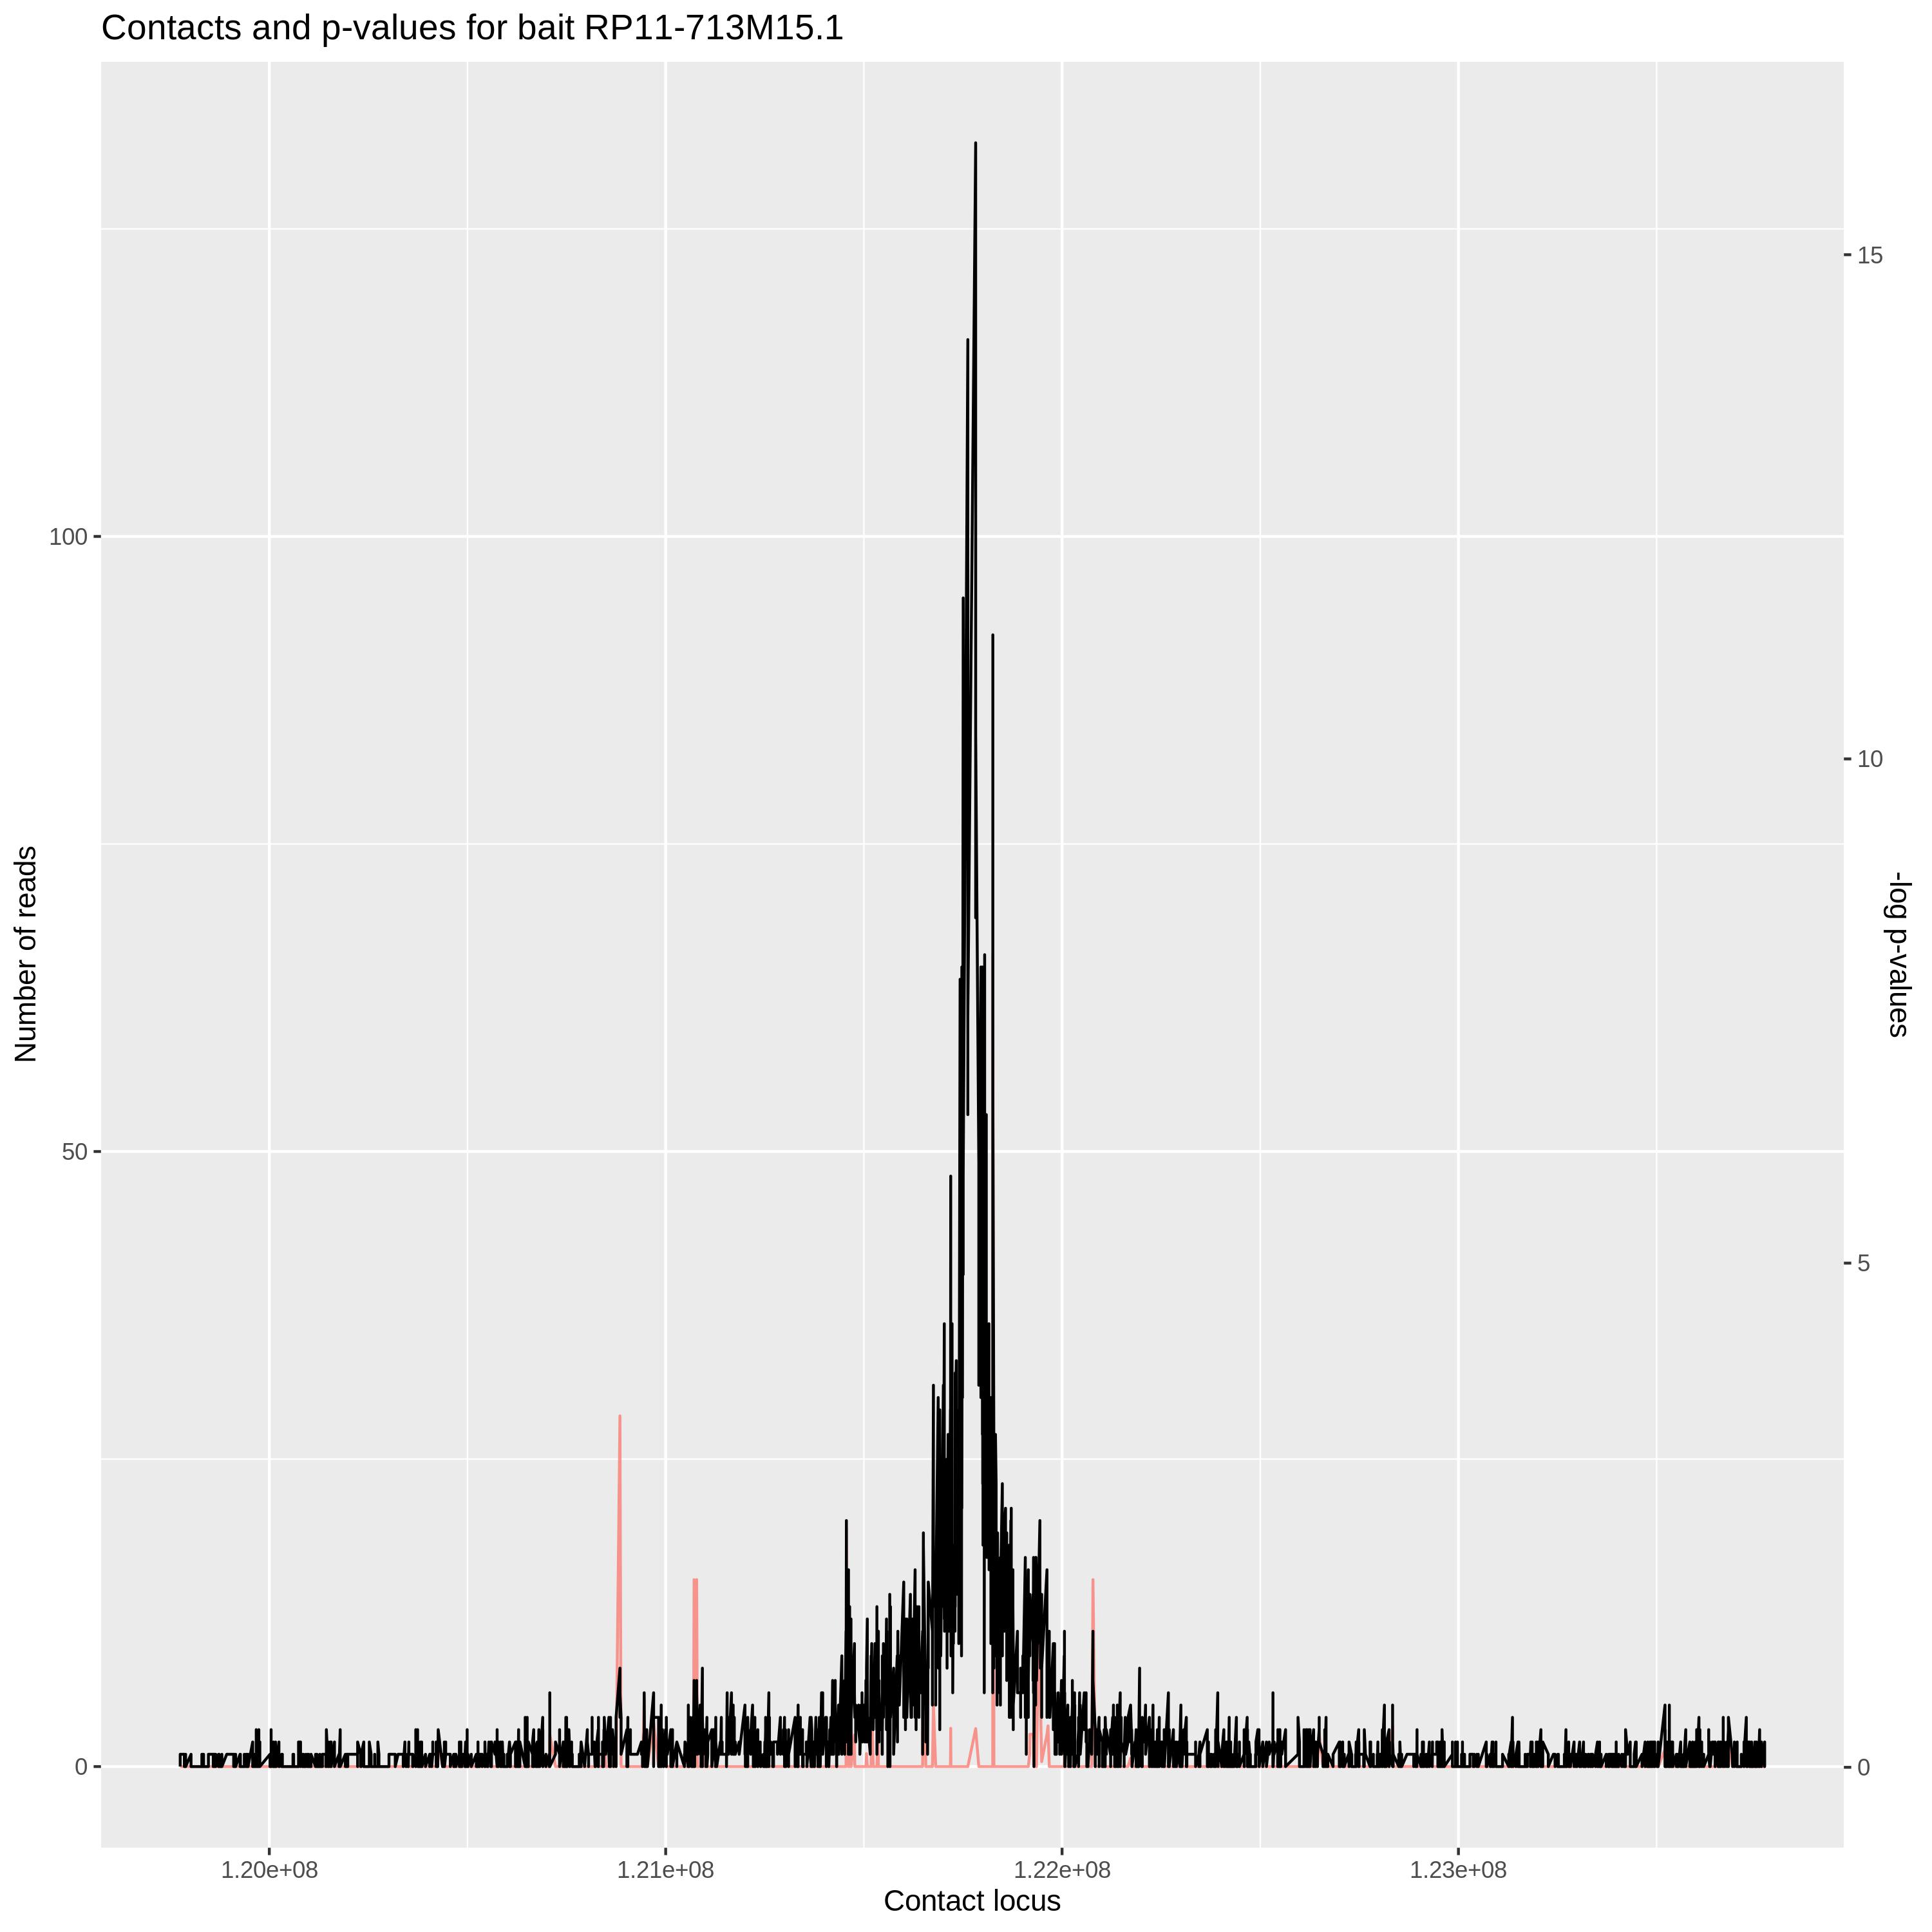 Contacts and p-values for bait RP11-713M15.1
Number of reads
100
50
0
15
10
5
0
-log p-values
1.20e+08 1.21e+08 1.22e+08 1.23e+08
Contact locus